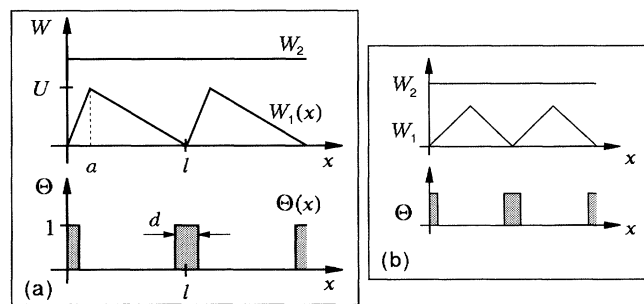 W
W₂
U
W₁(x)
a
l
x
Θ
1
d
Θ(x)
l
x
(a)
W₂
W₁
x
Θ
x
(b)